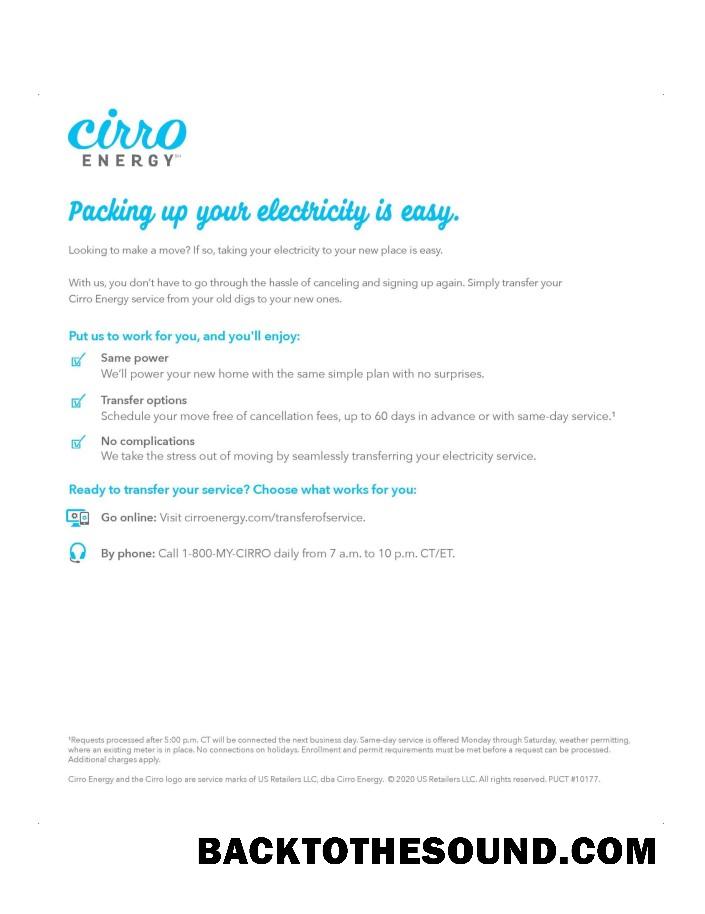 cirro
ENERGY℠
Packing up your electricity is easy.
Looking to make a move? If so, taking your electricity to your new place is easy.
With us, you don't have to go through the hassle of canceling and signing up again. Simply transfer your
Cirro Energy service from your old digs to your new ones.
Put us to work for you, and you'll enjoy:
Same power
We'll power your new home with the same simple plan with no surprises.
Transfer options
Schedule your move free of cancellation fees, up to 60 days in advance or with same-day service.¹
No complications
We take the stress out of moving by seamlessly transferring your electricity service.
Ready to transfer your service? Choose what works for you:
Go online: Visit cirroenergy.com/transferofservice.
By phone: Call 1-800-MY-CIRRO daily from 7 a.m. to 10 p.m. CT/ET.
¹Requests processed after 5:00 p.m. CT will be connected the next business day. Same-day service is offered Monday through Saturday, weather permitting,
where an existing meter is in place. No connections on holidays. Enrollment and permit requirements must be met before a request can be processed.
Additional charges apply.
Cirro Energy and the Cirro logo are service marks of US Retailers LLC, dba Cirro Energy. © 2020 US Retailers LLC. All rights reserved. PUCT #10177.
BACKTOTHESOUND.COM